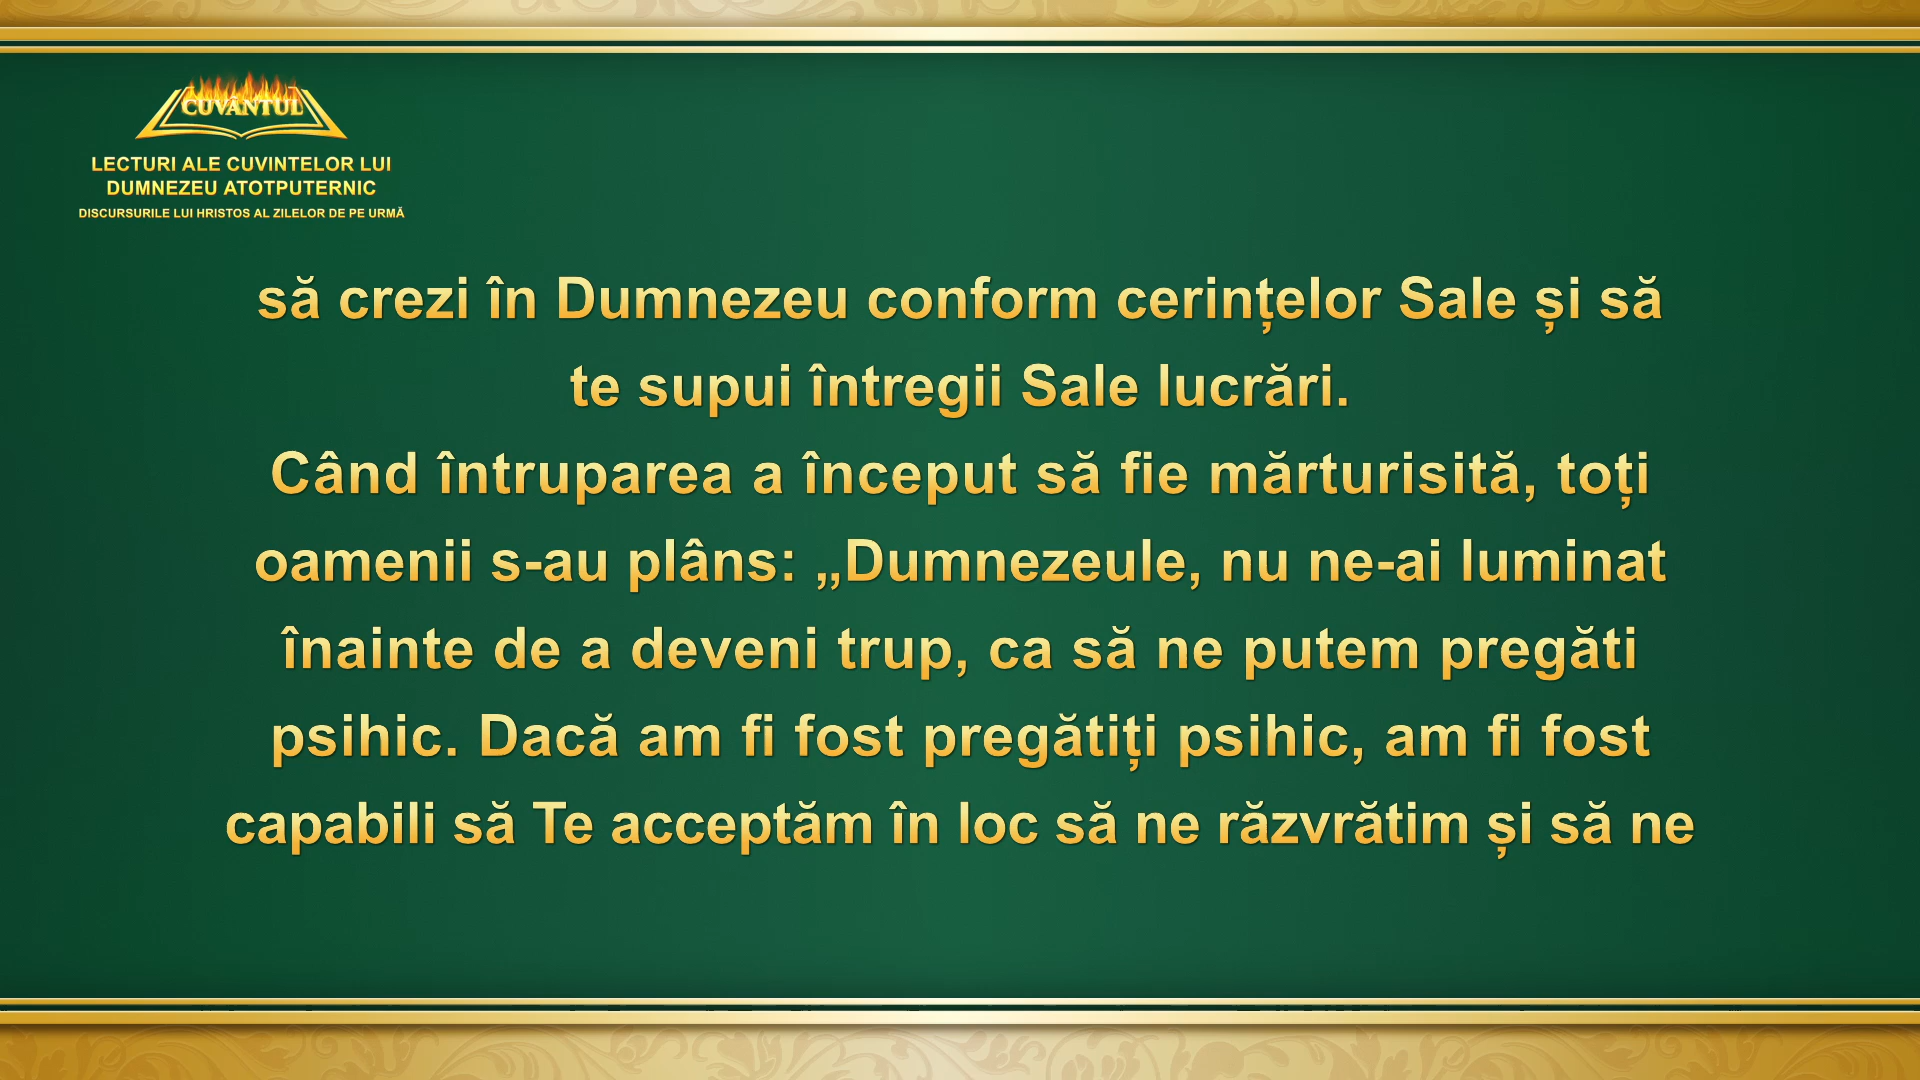 CUVÂNTUL
LECTURI ALE CUVINTELOR LUI
DUMNEZEU ATOTPUTERNIC
DISCURSURILE LUI HRISTOS AL ZILELOR DE PE URMĂ
să crezi în Dumnezeu conform cerințelor Sale și să
te supui întregii Sale lucrări.
Când întruparea a început să fie mărturisită, toți
oamenii s-au plâns: „Dumnezeule, nu ne-ai luminat
înainte de a deveni trup, ca să ne putem pregăti
psihic. Dacă am fi fost pregătiți psihic, am fi fost
capabili să Te acceptăm în loc să ne răzvrătim și să ne